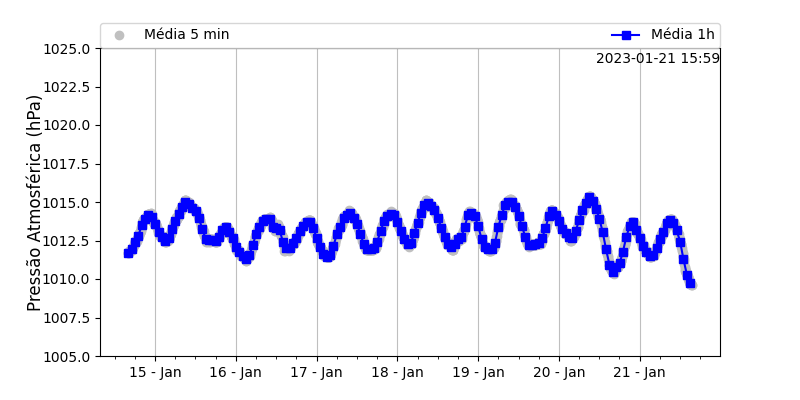 Média 5 min
Média 1h
2023-01-21 15:59
Pressão Atmosférica (hPa)
1025.0
1022.5
1020.0
1017.5
1015.0
1012.5
1010.0
1007.5
1005.0
15 - Jan
16 - Jan
17 - Jan
18 - Jan
19 - Jan
20 - Jan
21 - Jan